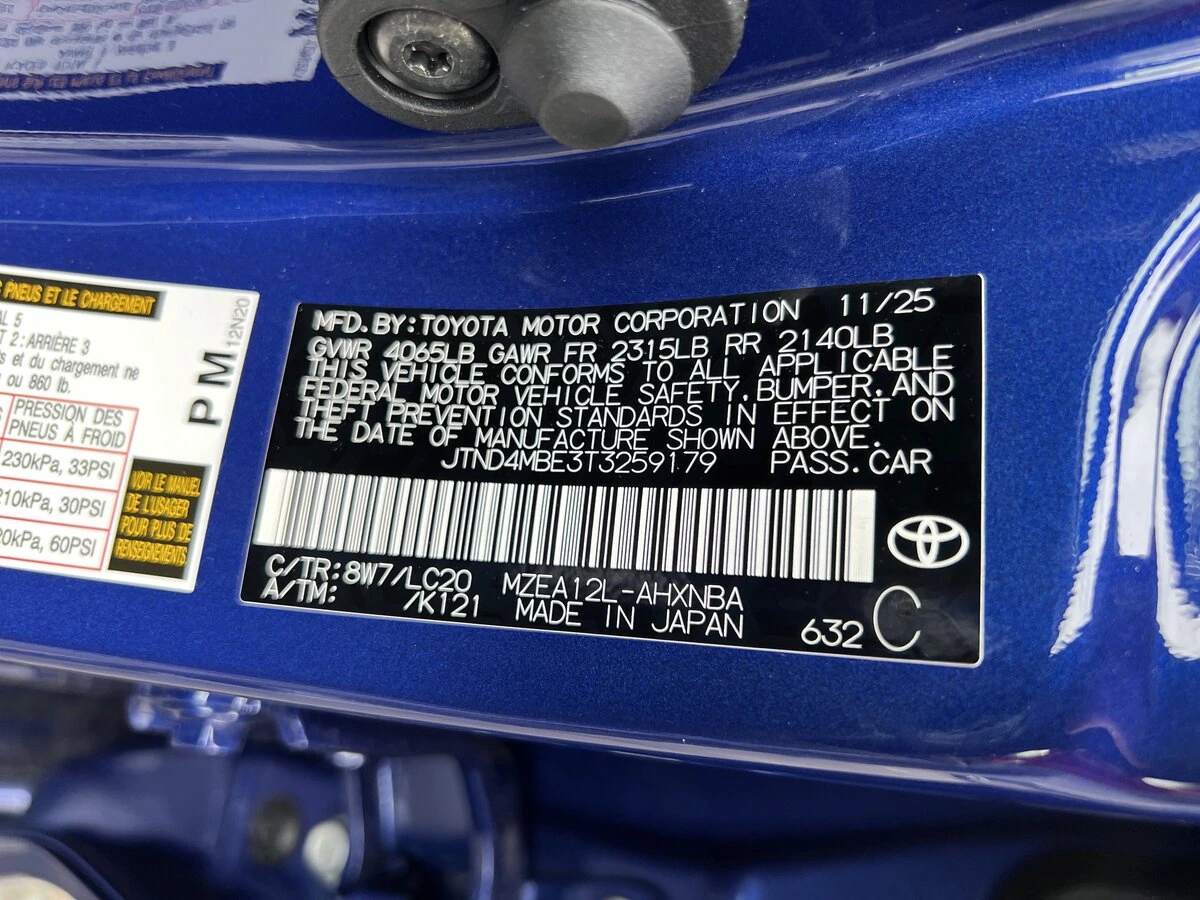 S PNEUS ET LE CHARGEMENT
AL 5
T 2:ARRIÈRE 3
ts et du chargement ne
ou 860 lb.
PRESSION DES
PNEUS À FROID
230kPa, 33PSI
210kPa, 30PSI
20kPa, 60PSI
PM
12N20
VOIR LE MANUEL
DE L'USAGER
POUR PLUS DE
RENSEIGNEMENTS.
MFD.BY:TOYOTA MOTOR CORPORATION 11/25
GVWR 4065LB GAWR FR 2315LB RR 2140LB
THIS VEHICLE CONFORMS TO ALL APPLICABLE
FEDERAL MOTOR VEHICLE SAFETY,BUMPER,AND
THEFT PREVENTION STANDARDS IN EFFECT ON
THE DATE OF MANUFACTURE SHOWN ABOVE.
JTND4MBE3T3259179 PASS.CAR
C/TR:8W7/LC20 MZEA12L-AHXNBA
A/TM: /K121 MADE IN JAPAN 632 C